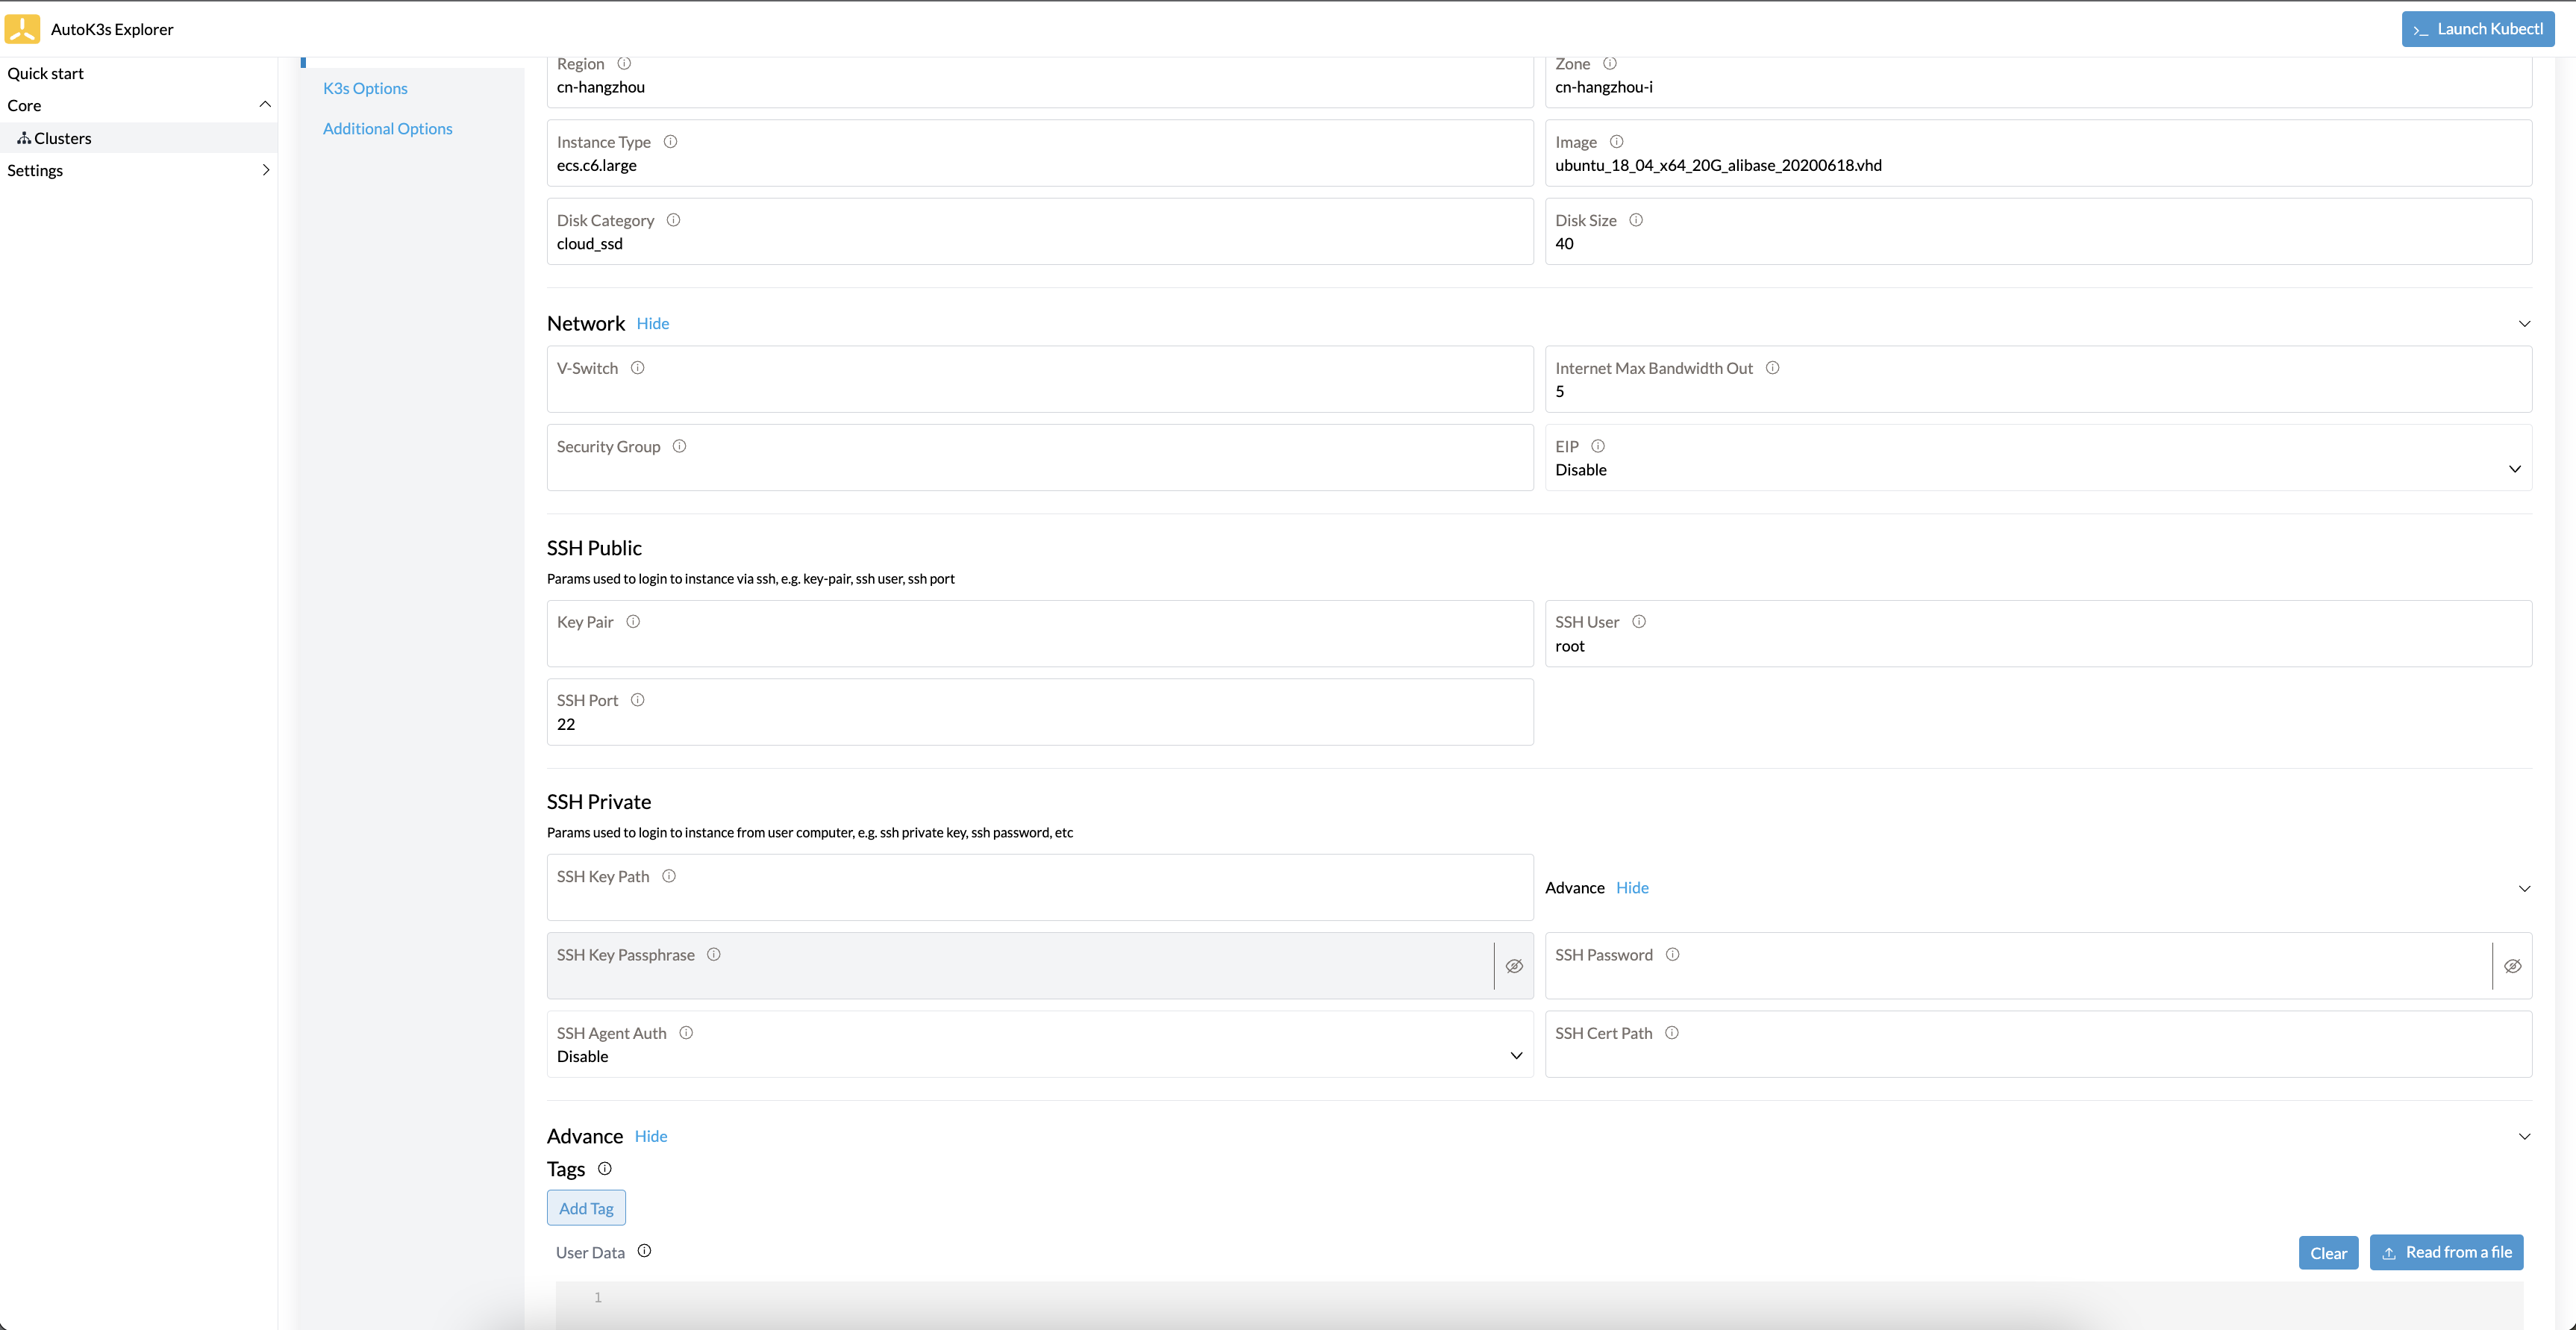 AutoK3s Explorer
>_ Launch Kubectl
Quick start
Core
Clusters
Settings
K3s Options
Additional Options
Region
cn-hangzhou
Zone
cn-hangzhou-i
Instance Type
ecs.c6.large
Image
ubuntu_18_04_x64_20G_alibase_20200618.vhd
Disk Category
cloud_ssd
Disk Size
40
Network Hide
V-Switch
Internet Max Bandwidth Out
5
Security Group
EIP
Disable
SSH Public
Params used to login to instance via ssh, e.g. key-pair, ssh user, ssh port
Key Pair
SSH User
root
SSH Port
22
SSH Private
Params used to login to instance from user computer, e.g. ssh private key, ssh password, etc
SSH Key Path
Advance Hide
SSH Key Passphrase
SSH Password
SSH Agent Auth
Disable
SSH Cert Path
Advance Hide
Tags
Add Tag
User Data
Clear
Read from a file
1